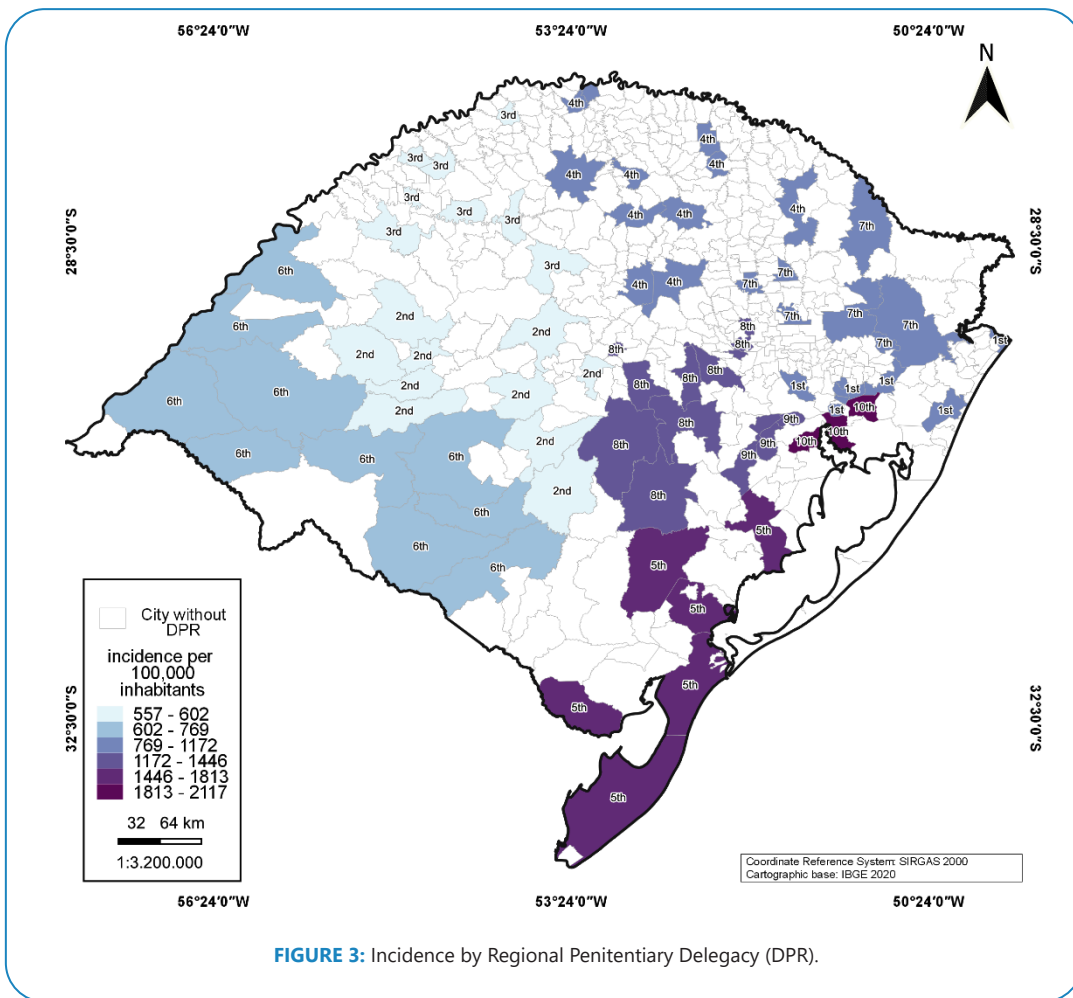 56°24′0″W 53°24′0″W 50°24′0″W
N
4th
3rd
4th
3rd 3rd
4th
4th 4th
3rd
3rd 3rd
4th 4th
4th
3rd
7th
28°30′0″S
28°30′0″S
3rd
6th
4th 4th
7th
7th
2nd
7th
7th
6th
2nd
8th
7th
1st
2nd
8th
8th
7th
6th
6th
2nd
2nd
2nd
8th
8th
8th
1st
1st
1st
2nd
8th
9th
1st
10th
1st
6th
6th
6th
2nd
8th
9th
10th
10th
9th
2nd
8th
6th
5th
6th
6th
5th
5th
5th
5th
5th
City without
DPR
incidence per
100,000
inhabitants
557 - 602
602 - 769
769 - 1172
1172 - 1446
1446 - 1813
1813 - 2117
32 64 km
1:3.200.000
32°30′0″S
32°30′0″S
Coordinate Reference System: SIRGAS 2000
Cartographic base: IBGE 2020
56°24′0″W 53°24′0″W 50°24′0″W
FIGURE 3: Incidence by Regional Penitentiary Delegacy (DPR).